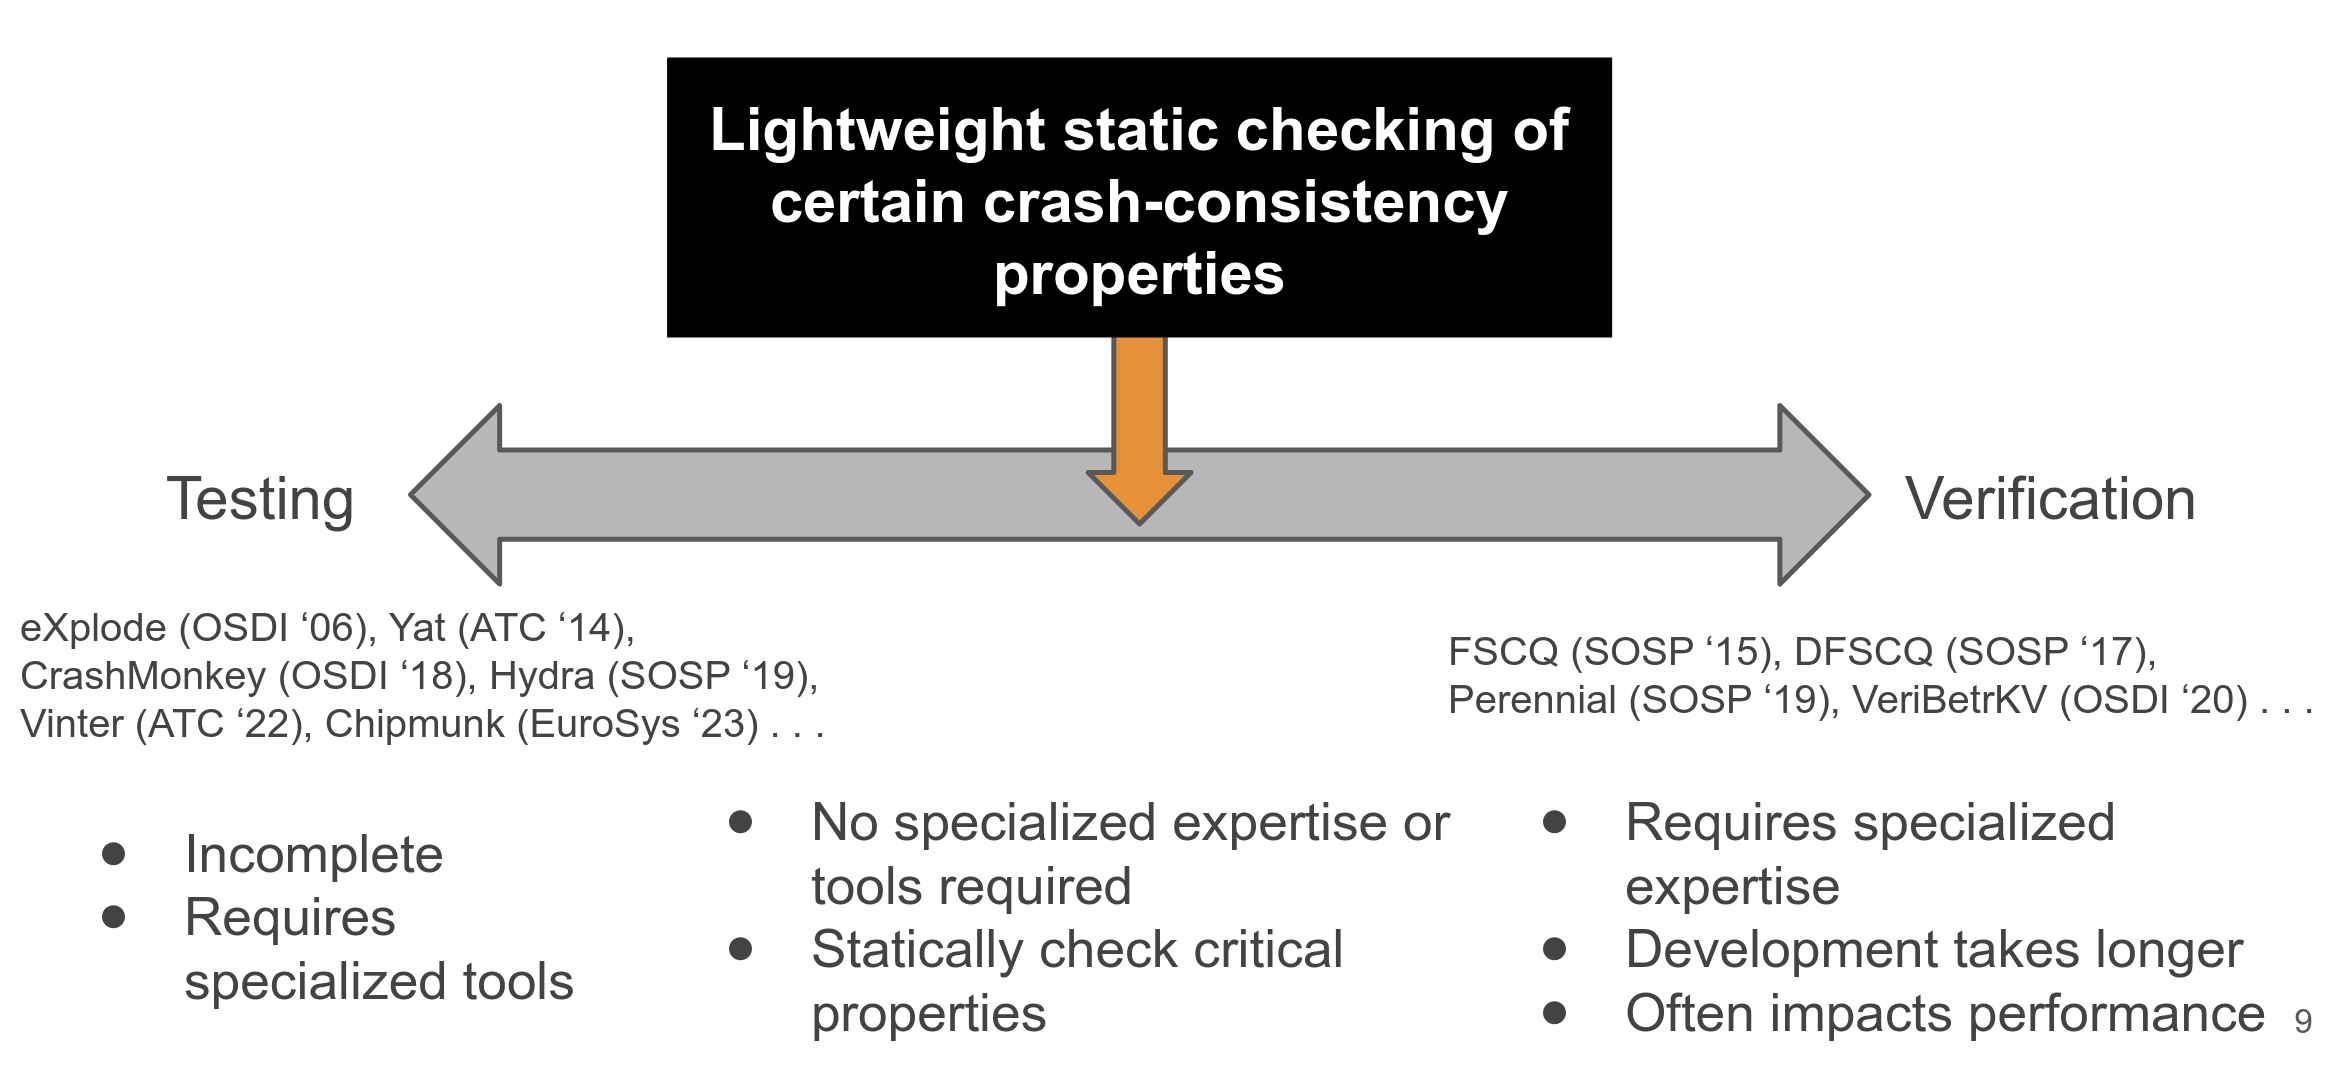 Lightweight static checking of
certain crash-consistency
properties
Testing
Verification
eXplode (OSDI ‘06), Yat (ATC ‘14),
CrashMonkey (OSDI ‘18), Hydra (SOSP ‘19),
Vinter (ATC ‘22), Chipmunk (EuroSys ‘23) . . .
FSCQ (SOSP ‘15), DFSCQ (SOSP ‘17),
Perennial (SOSP ‘19), VeriBetrKV (OSDI ‘20) . . .
● Incomplete
● Requires
specialized tools
● No specialized expertise or
tools required
● Statically check critical
properties
● Requires specialized
expertise
● Development takes longer
● Often impacts performance
9